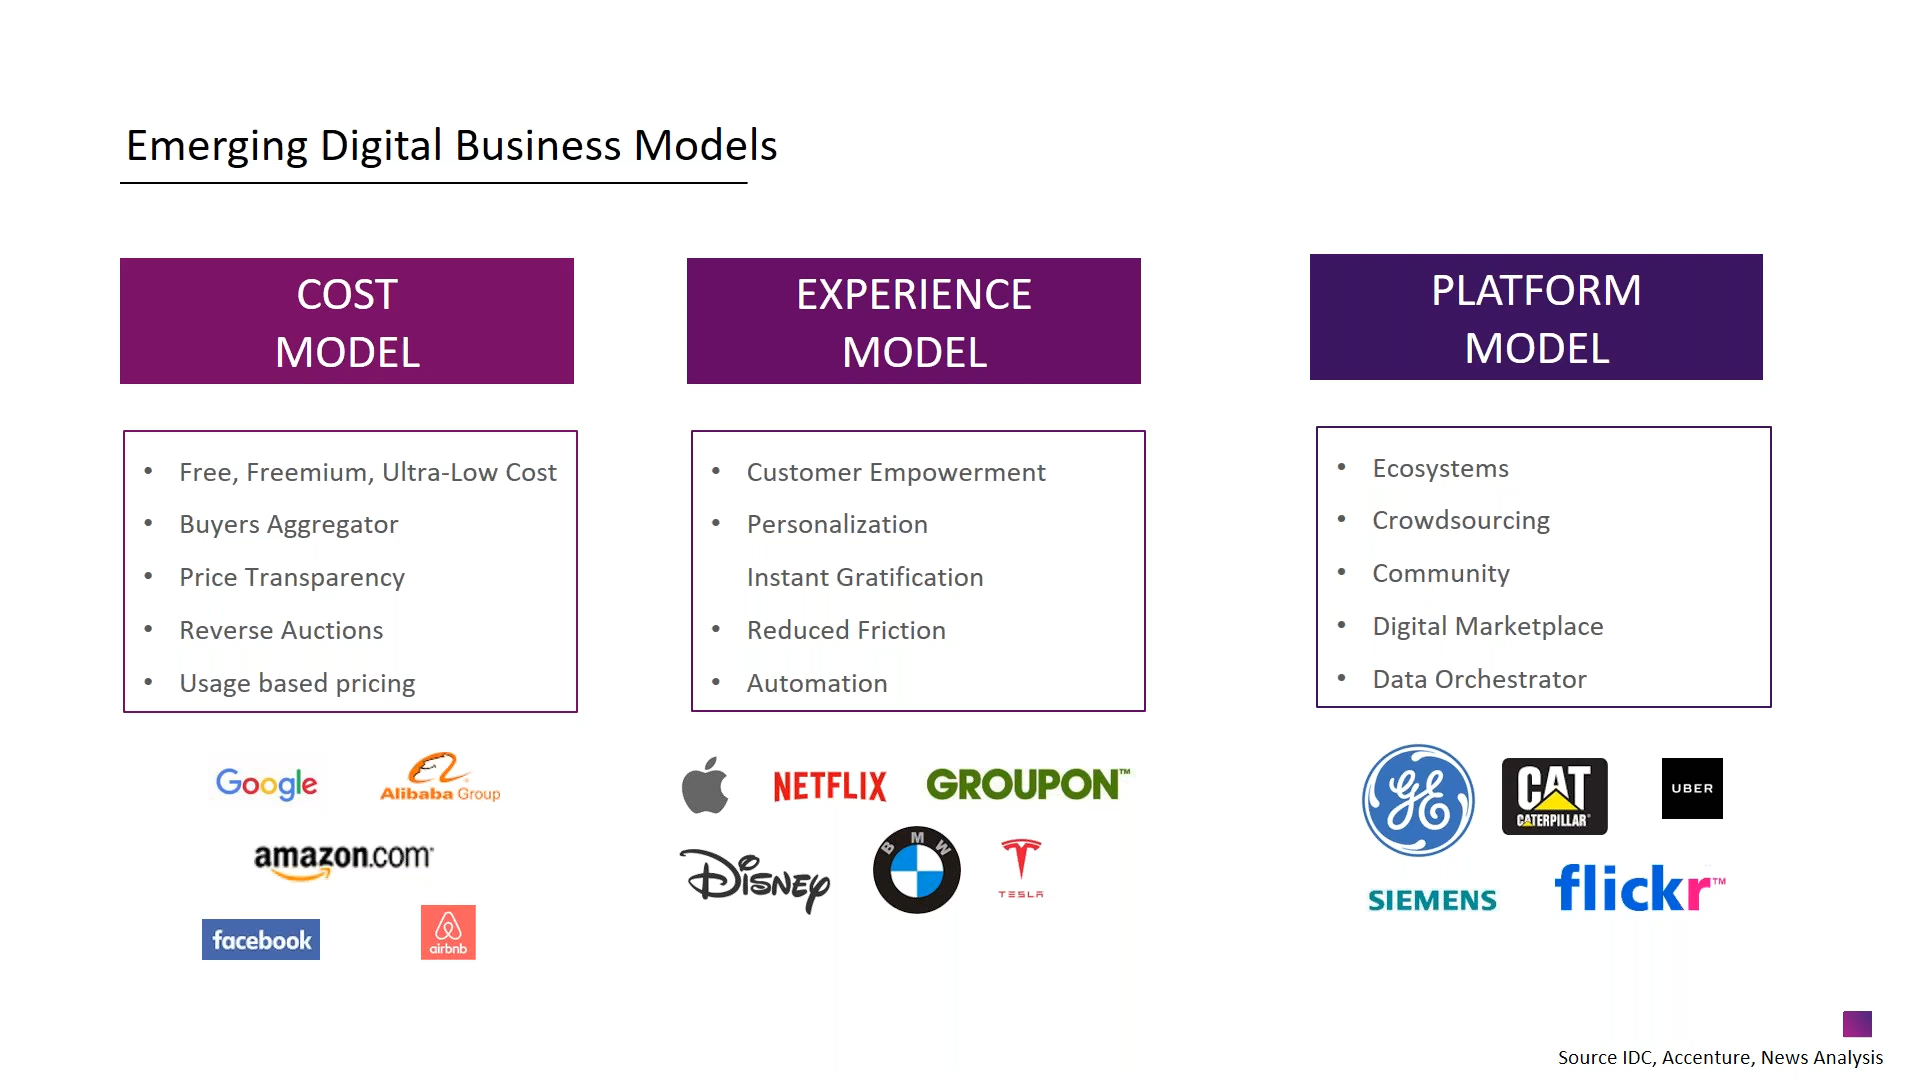 Emerging Digital Business Models
COST
MODEL
• Free, Freemium, Ultra-Low Cost
• Buyers Aggregator
• Price Transparency
• Reverse Auctions
• Usage based pricing
Google
Alibaba Group
amazon.com
facebook
airbnb
EXPERIENCE
MODEL
• Customer Empowerment
• Personalization
Instant Gratification
• Reduced Friction
• Automation
NETFLIX
GROUPON™
DISNEY
BMW
TESLA
PLATFORM
MODEL
• Ecosystems
• Crowdsourcing
• Community
• Digital Marketplace
• Data Orchestrator
GE
CAT
CATERPILLAR®
UBER
SIEMENS
flickr™
Source IDC, Accenture, News Analysis